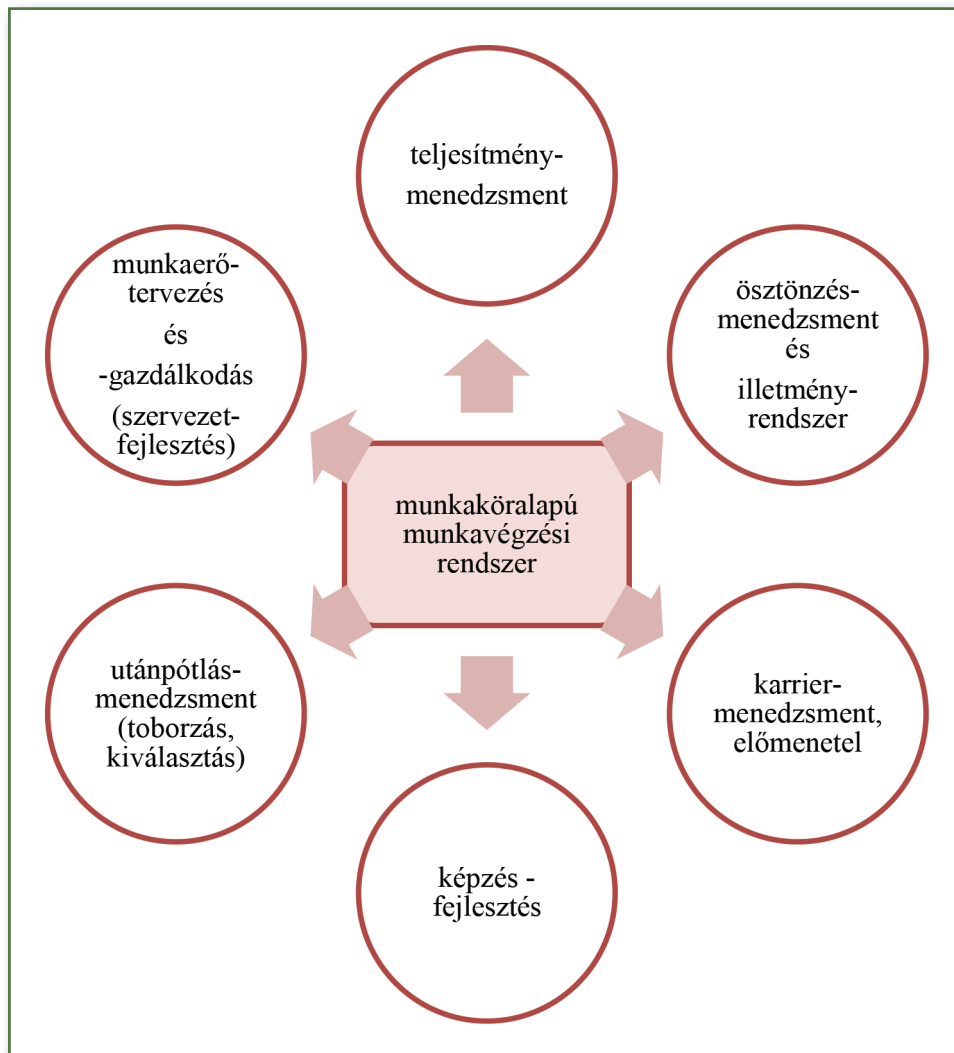 teljesítmény-
menedzsment
munkaerő-
tervezés
és
-gazdálkodás
(szervezet-
fejlesztés)
ösztönzés-
menedzsment
és
illetmény-
rendszer
munkaköralapú
munkavégzési
rendszer
utánpótlás-
menedzsment
(toborzás,
kiválasztás)
karrier-
menedzsment,
előmenetel
képzés -
fejlesztés